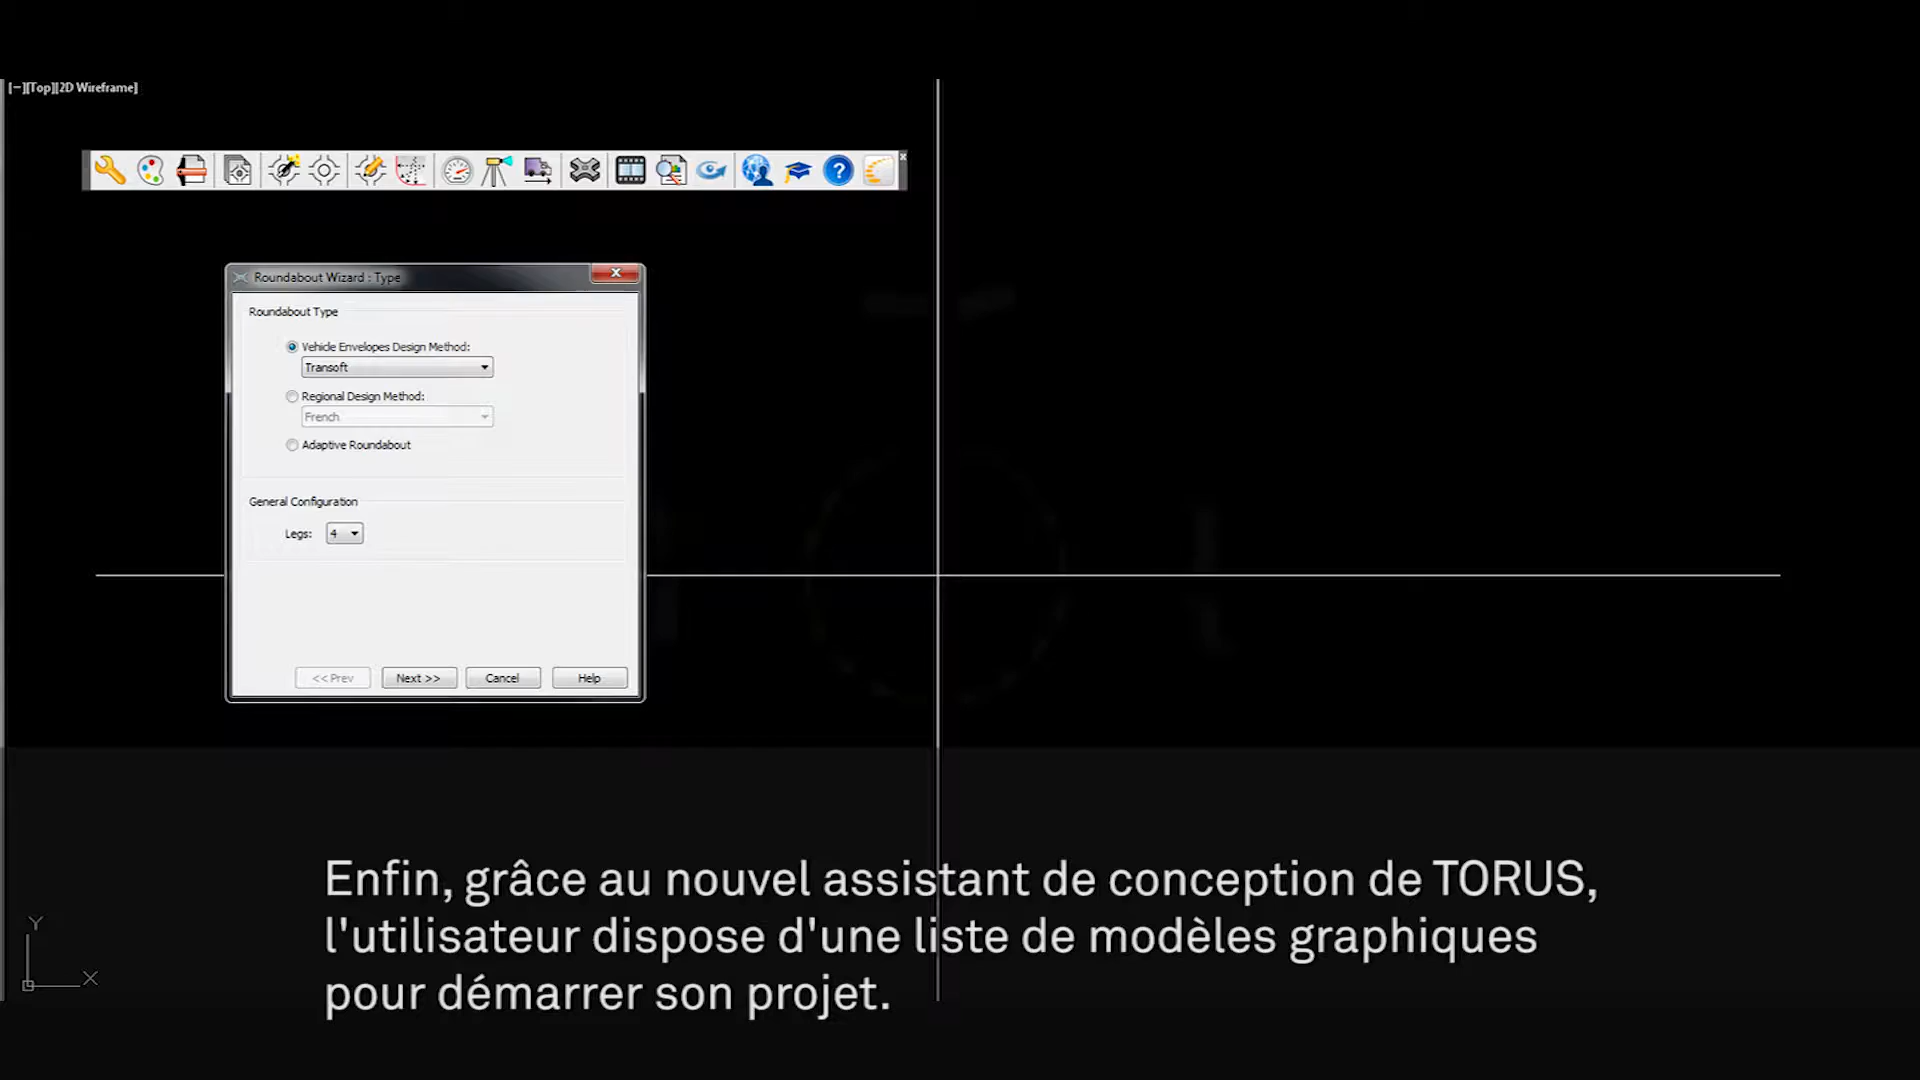 [−][Top][2D Wireframe]
?
x
Roundabout Wizard : Type
x
Roundabout Type
Vehicle Envelopes Design Method:
Transoft
Regional Design Method:
French
Adaptive Roundabout
General Configuration
Legs: 4
<< Prev Next >> Cancel Help
Enfin, grâce au nouvel assistant de conception de TORUS,
l'utilisateur dispose d'une liste de modèles graphiques
pour démarrer son projet.
Y
X